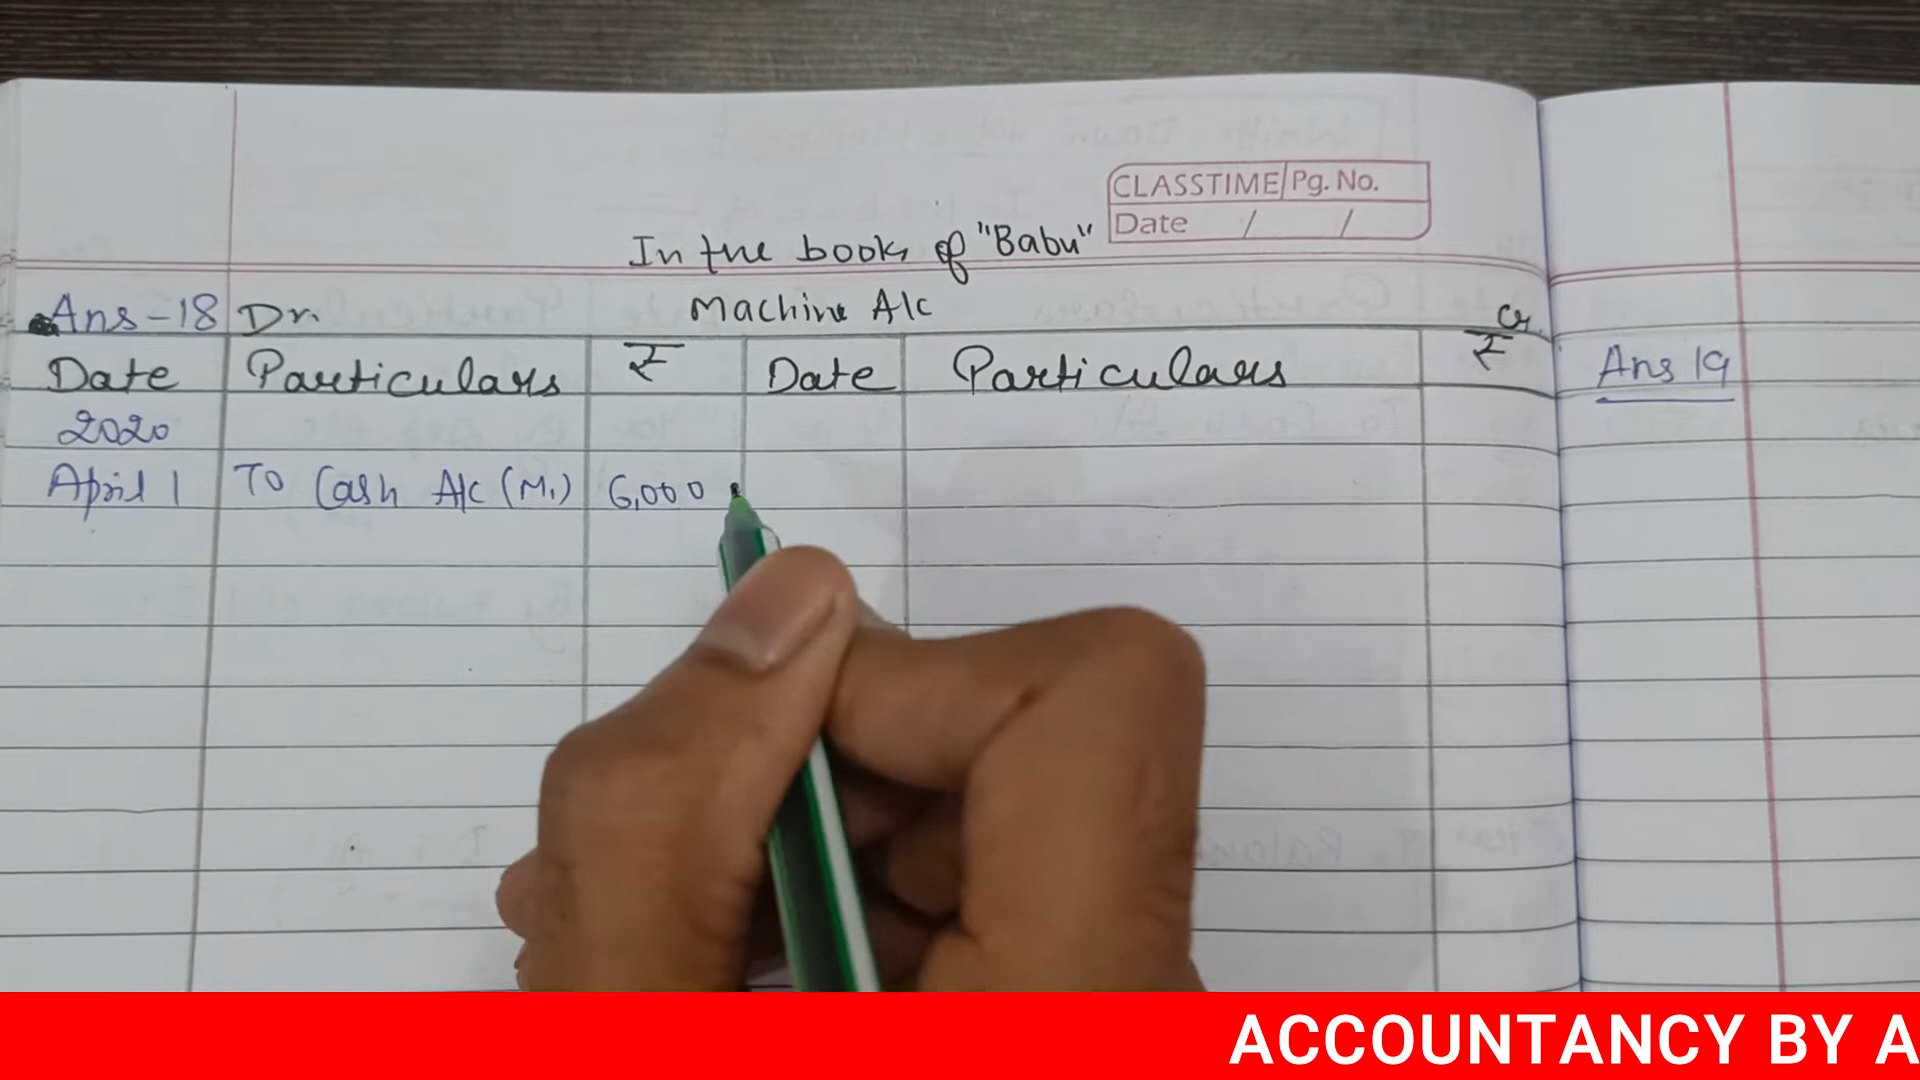 CLASSTIME Pg. No.
Date / /
In the books of "Babu"
Ans-18 Dr. Machine A/c Cr.
Date Particulars ₹ Date Particulars ₹
2020
April 1 To Cash A/c (M1) 6,000
Ans 19
ACCOUNTANCY BY A